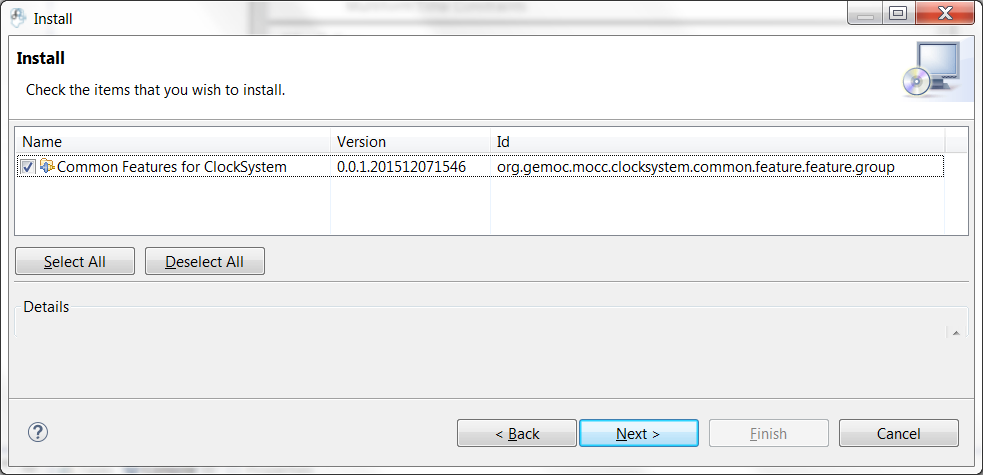 Install
Install
Check the items that you wish to install.
Name Version Id
Common Features for ClockSystem 0.0.1.201512071546 org.gemoc.mocc.clocksystem.common.feature.feature.group
Select All Deselect All
Details
< Back Next > Finish Cancel